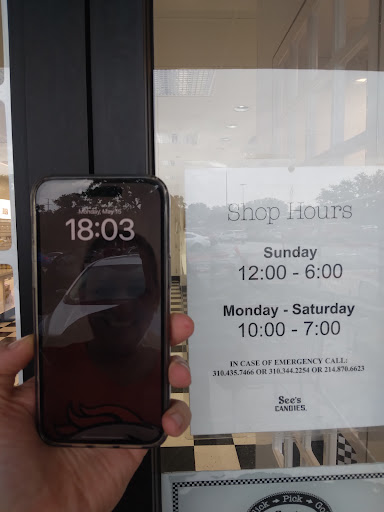 Monday, May
18:03
Shop Hours
Sunday
12:00 - 6:00
Monday - Saturday
10:00 - 7:00
IN CASE OF EMERGENCY CALL:
310.435.7466 OR 310.344.2254 OR 214.870.6623
See's
CANDIES.
Pick